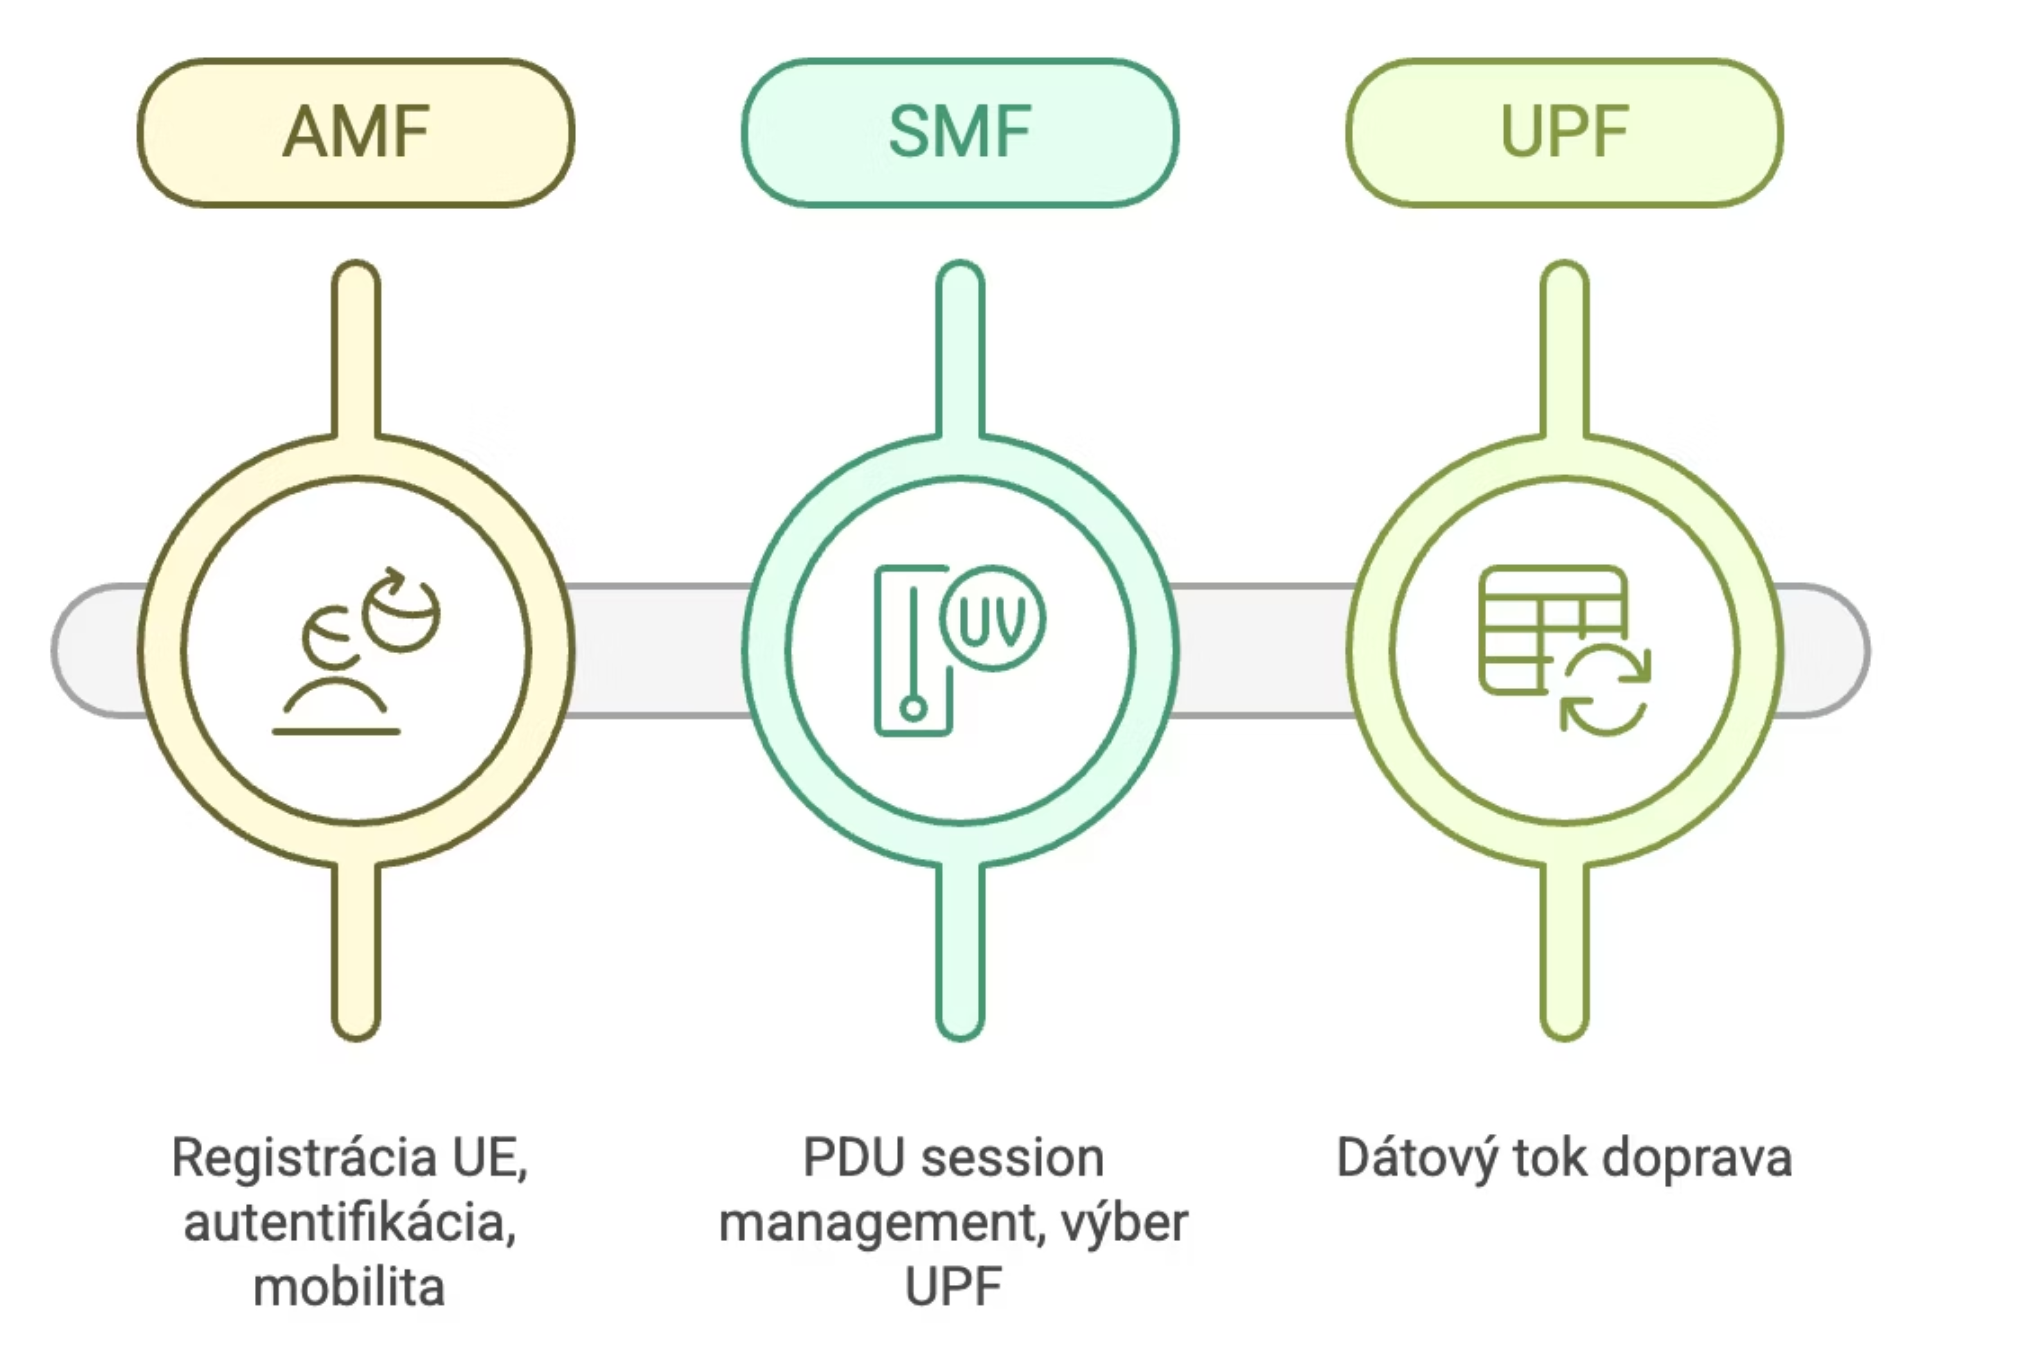 AMF
SMF
UPF
UV
Registrácia UE,
autentifikácia,
mobilita
PDU session
management, výber
UPF
Dátový tok doprava